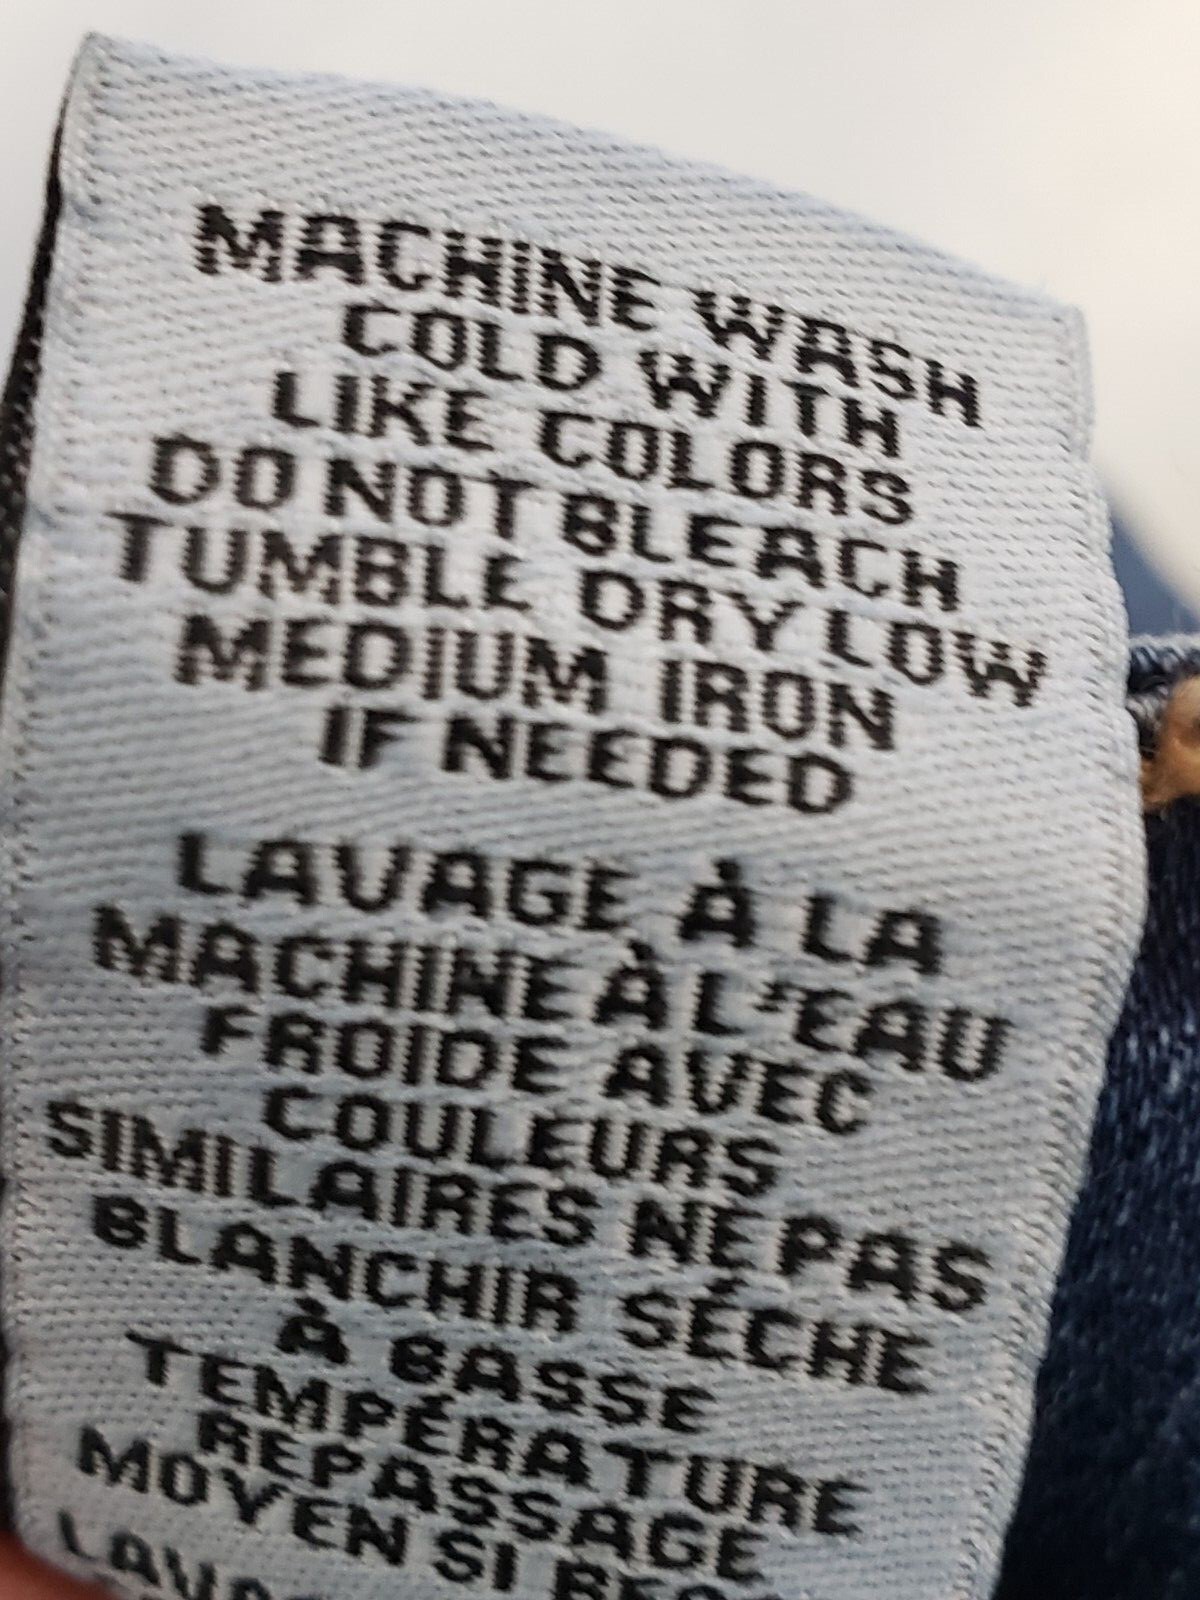 MACHINE WASH
COLD WITH
LIKE COLORS
DO NOT BLEACH
TUMBLE DRY LOW
MEDIUM IRON
IF NEEDED
LAVAGE À LA
MACHINE À L'EAU
FROIDE AVEC
COULEURS
SIMILAIRES NE PAS
BLANCHIR SÉCHE
À BASSE
TEMPÉRATURE
REPASSAGE
MOYEN SI